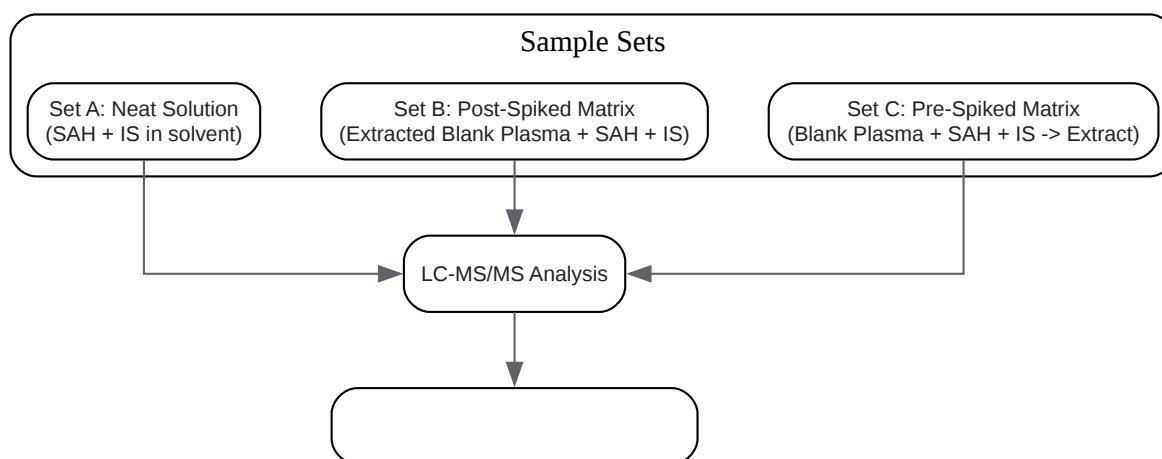 Sample Sets
Set A: Neat Solution
(SAH + IS in solvent)
Set B: Post-Spiked Matrix
(Extracted Blank Plasma + SAH + IS)
Set C: Pre-Spiked Matrix
(Blank Plasma + SAH + IS -> Extract)
LC-MS/MS Analysis